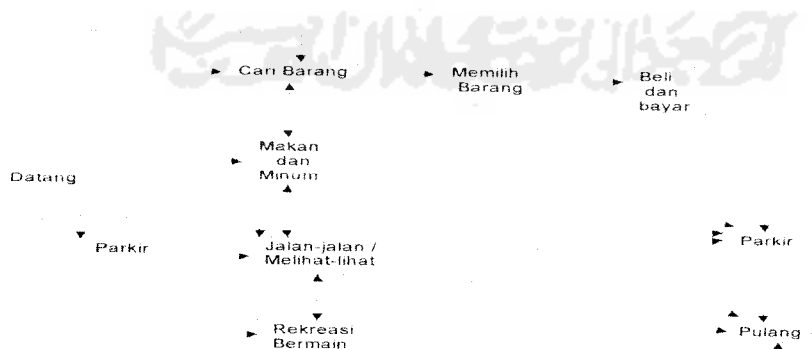 Cari Barang
Memilih
Barang
Beli
dan
bayar
Makan
dan
Minum
Datang
Parkir
Jalan-jalan /
Melihat-lihat
Parkir
Rekreasi
Bermain
Pulang